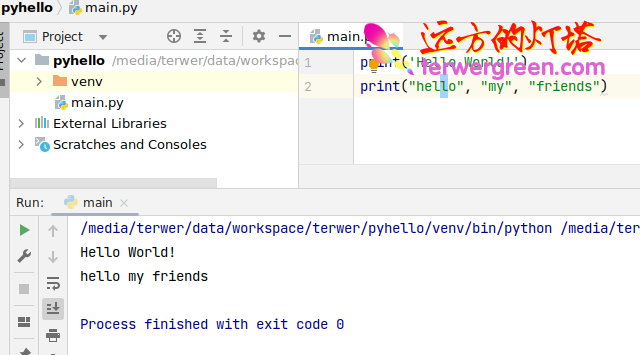 pyhello
main.py
Project
main.p
远方的灯塔
Terwergreen.com
pyhello /media/terwer/data/workspac
venv
main.py
External Libraries
Scratches and Consoles
1 print('Hello World!')
2 print("hello", "my", "friends")
Project
Run: main
/media/terwer/data/workspace/terwer/pyhello/venv/bin/python /media/ter
Hello World!
hello my friends
Process finished with exit code 0